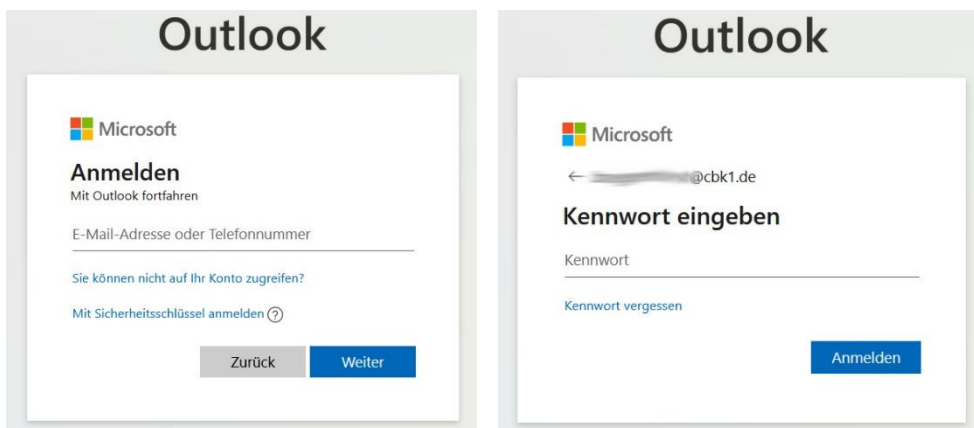 Outlook
Microsoft
Anmelden
Mit Outlook fortfahren
E-Mail-Adresse oder Telefonnummer
Sie können nicht auf Ihr Konto zugreifen?
Mit Sicherheitsschlüssel anmelden ?
Zurück Weiter
Outlook
Microsoft
← @cbk1.de
Kennwort eingeben
Kennwort
Kennwort vergessen
Anmelden